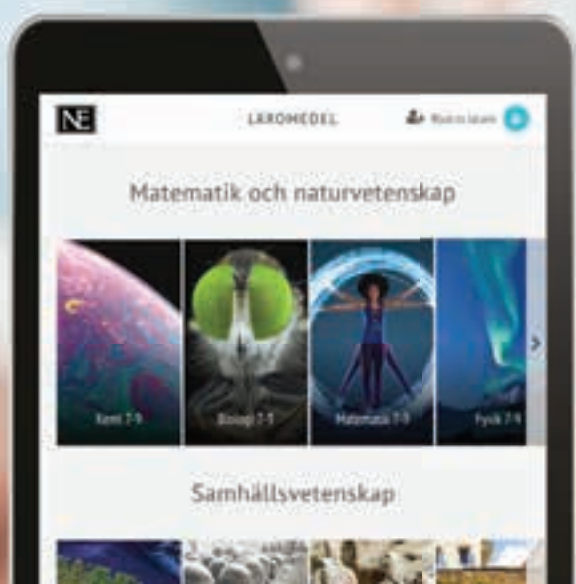 NE
LÄROMEDEL
Matematik och naturvetenskap
Kemi 7-9
Biologi 7-9
Matematik 7-9
Fysik 7-9
Samhällsvetenskap